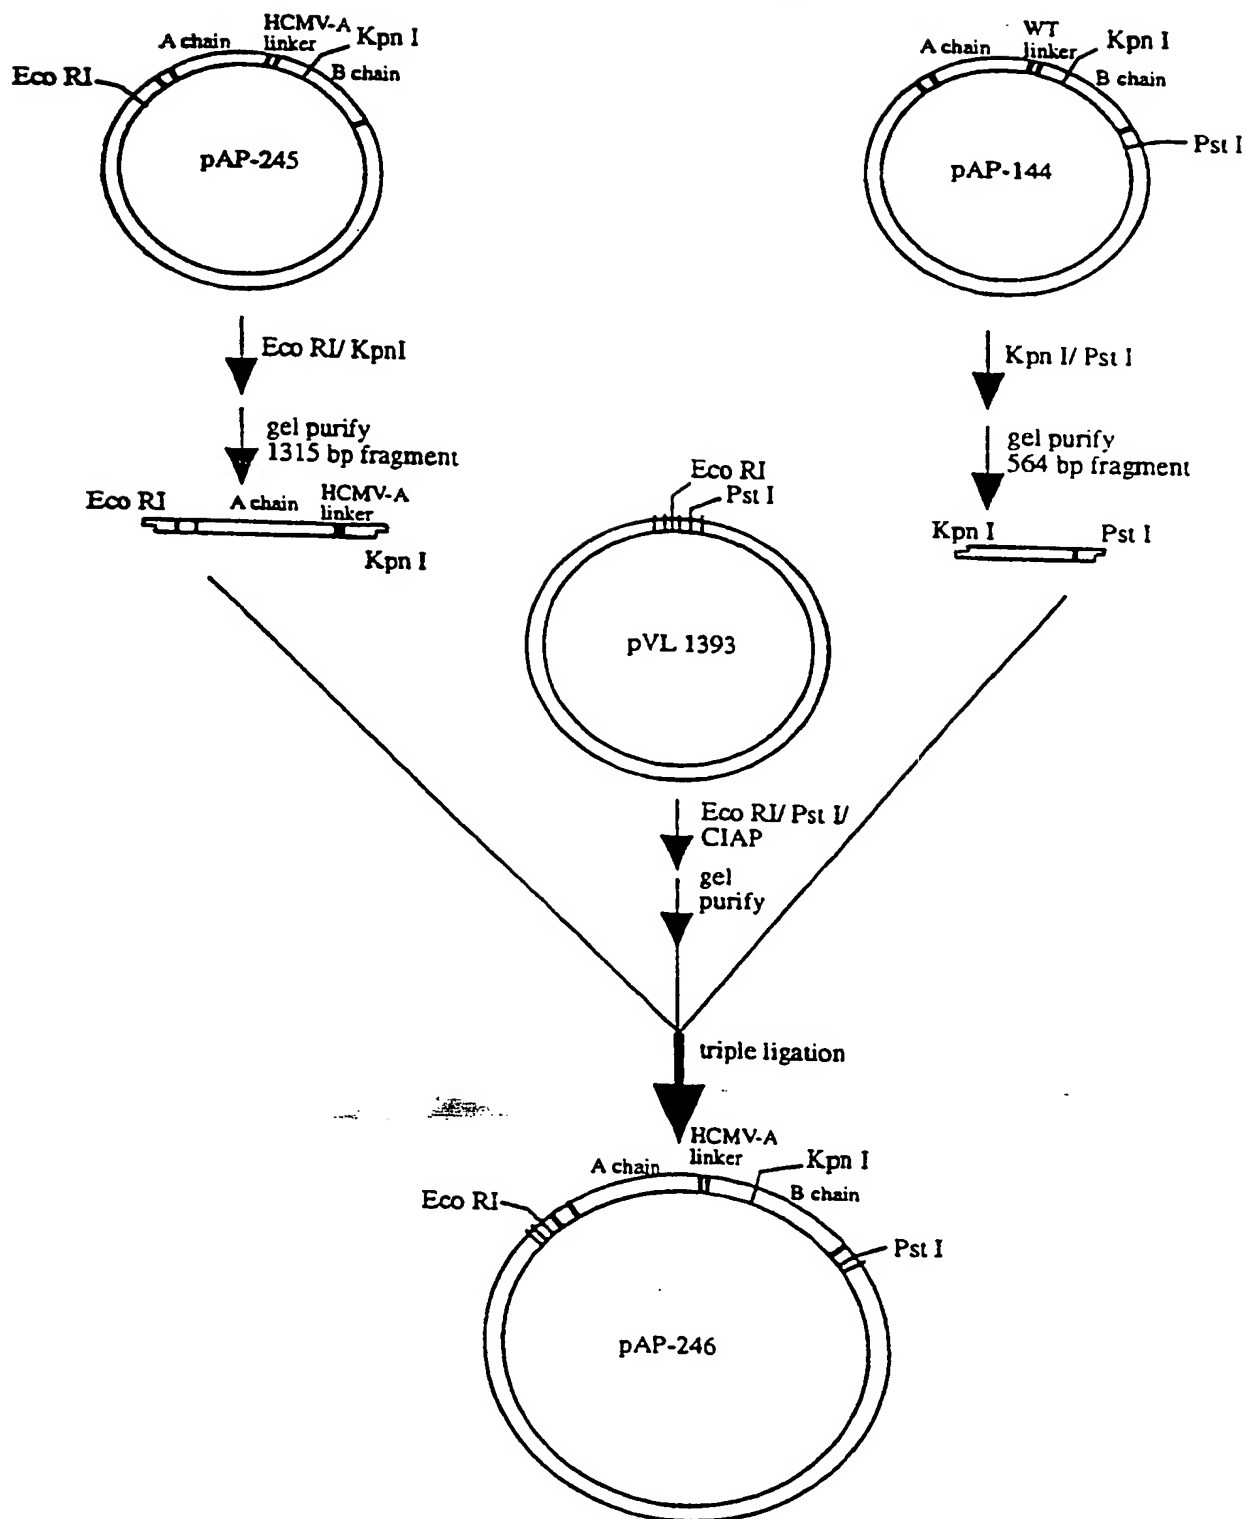 HCMV-A
linker
A chain
Kpn I
B chain
Eco RI
pAP-245
WT
linker
A chain
Kpn I
B chain
Pst I
pAP-144
Eco RI/ KpnI
gel purify
1315 bp fragment
Kpn I/ Pst I
gel purify
564 bp fragment
Eco RI
A chain
HCMV-A
linker
Kpn I
Eco RI
Pst I
Kpn I
Pst I
pVL 1393
Eco RI/ Pst I/
CIAP
gel
purify
triple ligation
HCMV-A
linker
A chain
Kpn I
B chain
Eco RI
Pst I
pAP-246